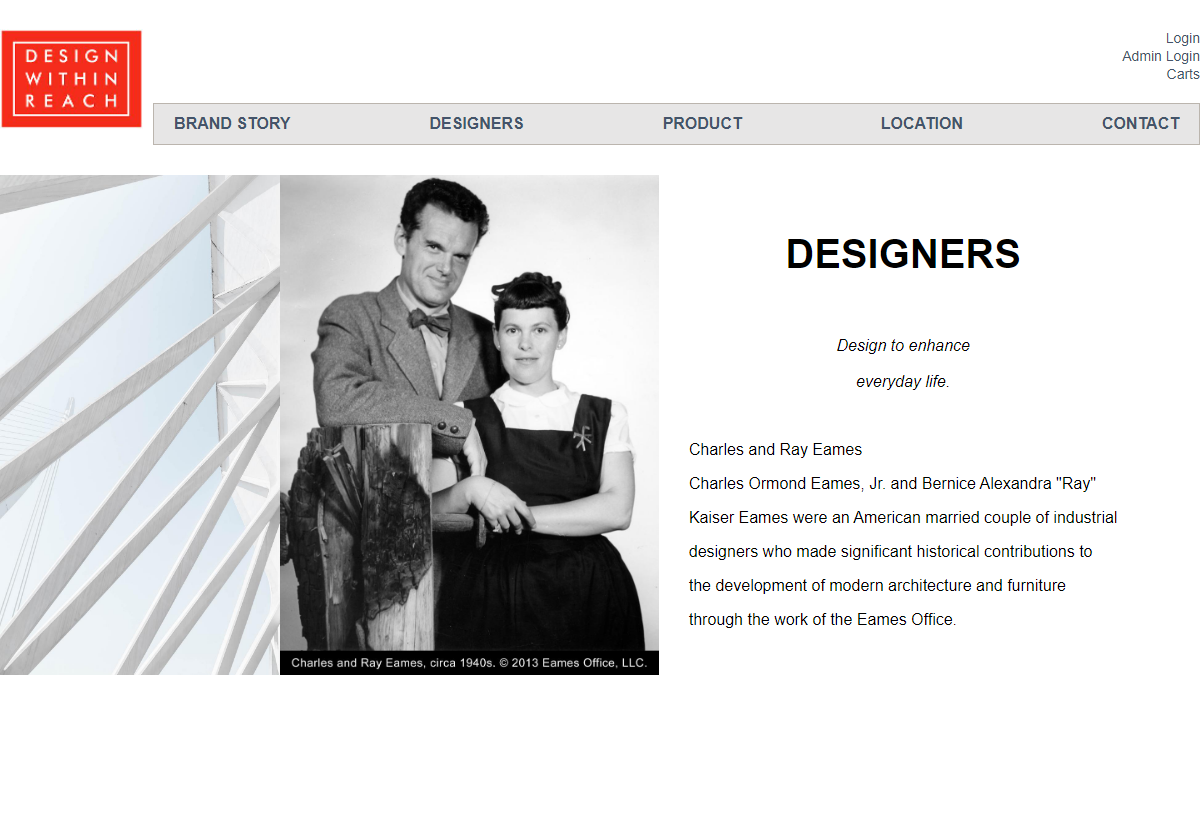 DESIGN
WITHIN
REACH
Login
Admin Login
Carts
BRAND STORY DESIGNERS PRODUCT LOCATION CONTACT
DESIGNERS
Design to enhance
everyday life.
Charles and Ray Eames
Charles Ormond Eames, Jr. and Bernice Alexandra "Ray"
Kaiser Eames were an American married couple of industrial
designers who made significant historical contributions to
the development of modern architecture and furniture
through the work of the Eames Office.
Charles and Ray Eames, circa 1940s. © 2013 Eames Office, LLC.